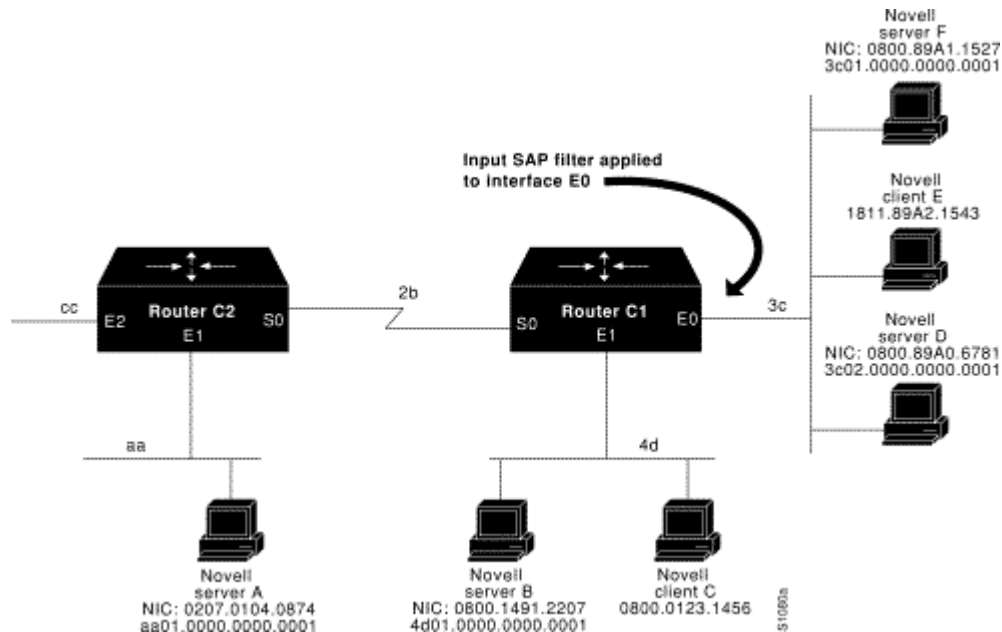 Novell
server F
NIC: 0800.89A1.1527
3c01.0000.0000.0001
Input SAP filter applied
to interface E0
Novell
client E
1811.89A2.1543
cc
E2
Router C2
S0
E1
2b
S0
Router C1
E0
E1
3c
Novell
server D
NIC: 0800.89A0.6781
3c02.0000.0000.0001
aa
4d
Novell
server A
NIC: 0207.0104.0874
aa01.0000.0000.0001
Novell
server B
NIC: 0800.1491.2207
4d01.0000.0000.0001
Novell
client C
0800.0123.1456
S1080a